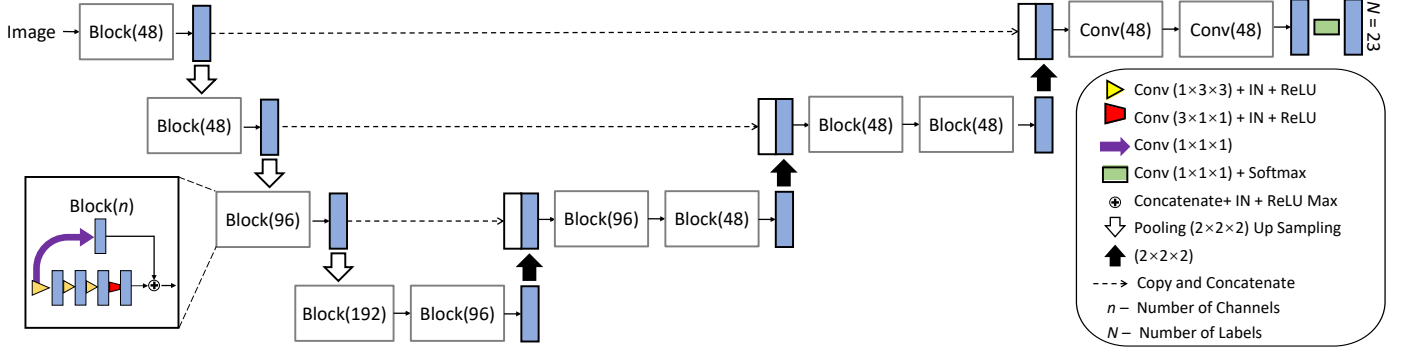 Image
Block(48)
Conv(48)
Conv(48)
N = 23
Block(48)
Block(48)
Block(48)
Block(n)
Block(96)
Block(96)
Block(48)
Block(192)
Block(96)
Conv (1×3×3) + IN + ReLU
Conv (3×1×1) + IN + ReLU
Conv (1×1×1)
Conv (1×1×1) + Softmax
Concatenate+ IN + ReLU Max
Pooling (2×2×2) Up Sampling
(2×2×2)
Copy and Concatenate
n – Number of Channels
N – Number of Labels